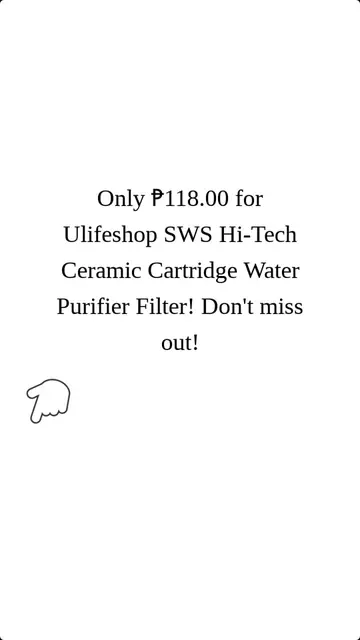 Only ₱118.00 for
Ulifeshop SWS Hi-Tech
Ceramic Cartridge Water
Purifier Filter! Don't miss
out!